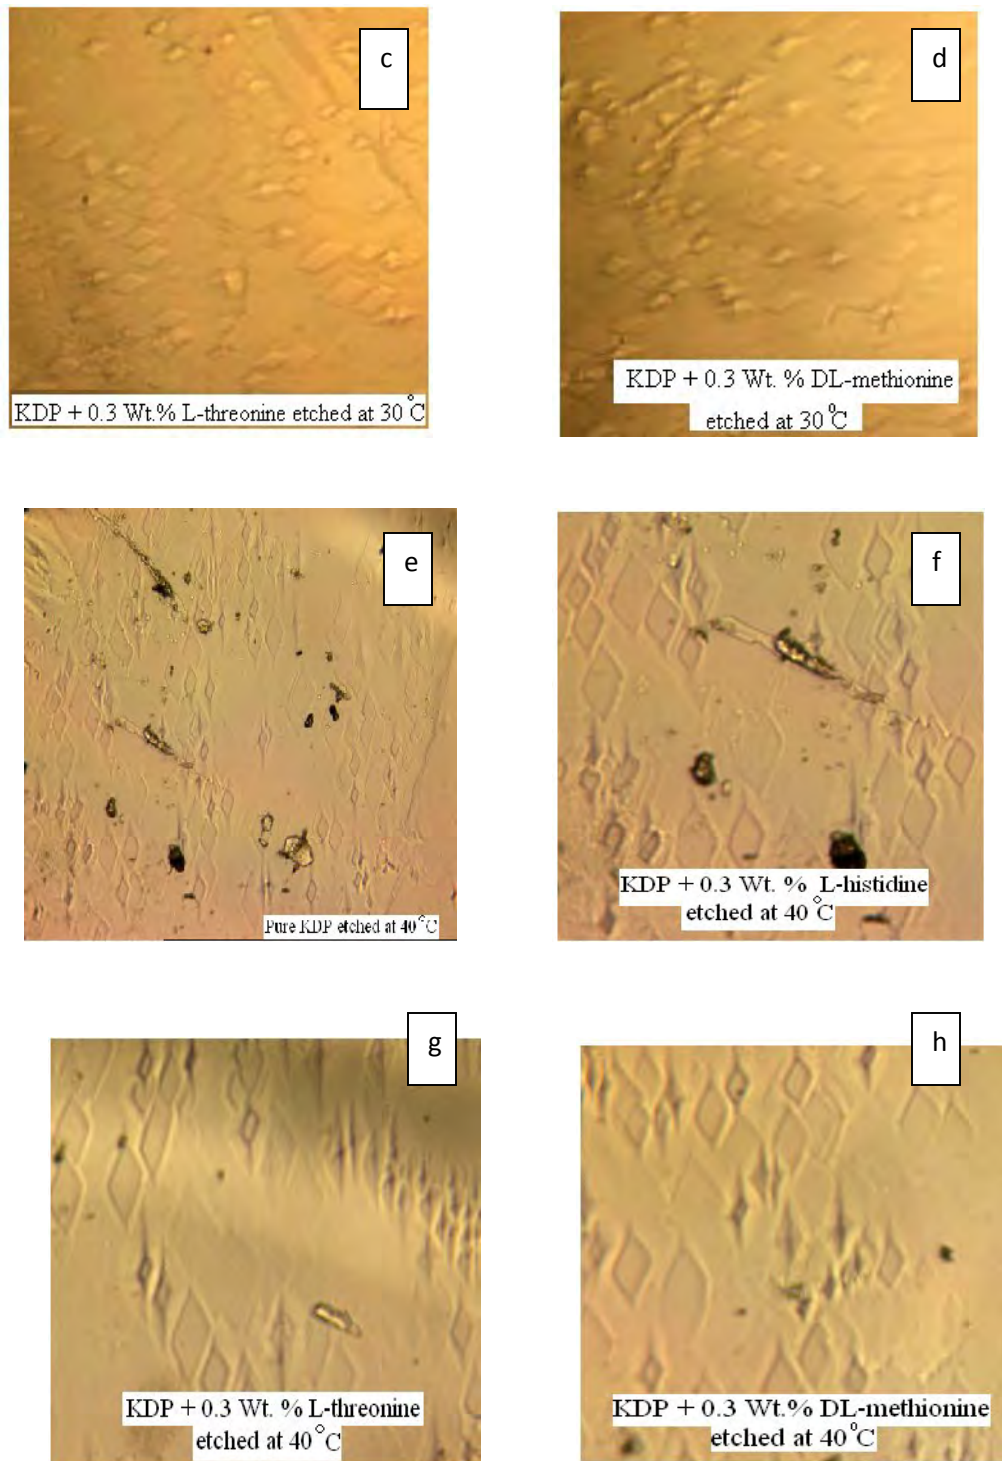 c
d
KDP + 0.3 Wt.% L-threonine etched at 30°C
KDP + 0.3 Wt. % DL-methionine
etched at 30°C
e
f
Pure KDP etched at 40°C
KDP + 0.3 Wt. % L-histidine
etched at 40°C
g
h
KDP + 0.3 Wt. % L-threonine
etched at 40°C
KDP + 0.3 Wt.% DL-methionine
etched at 40°C